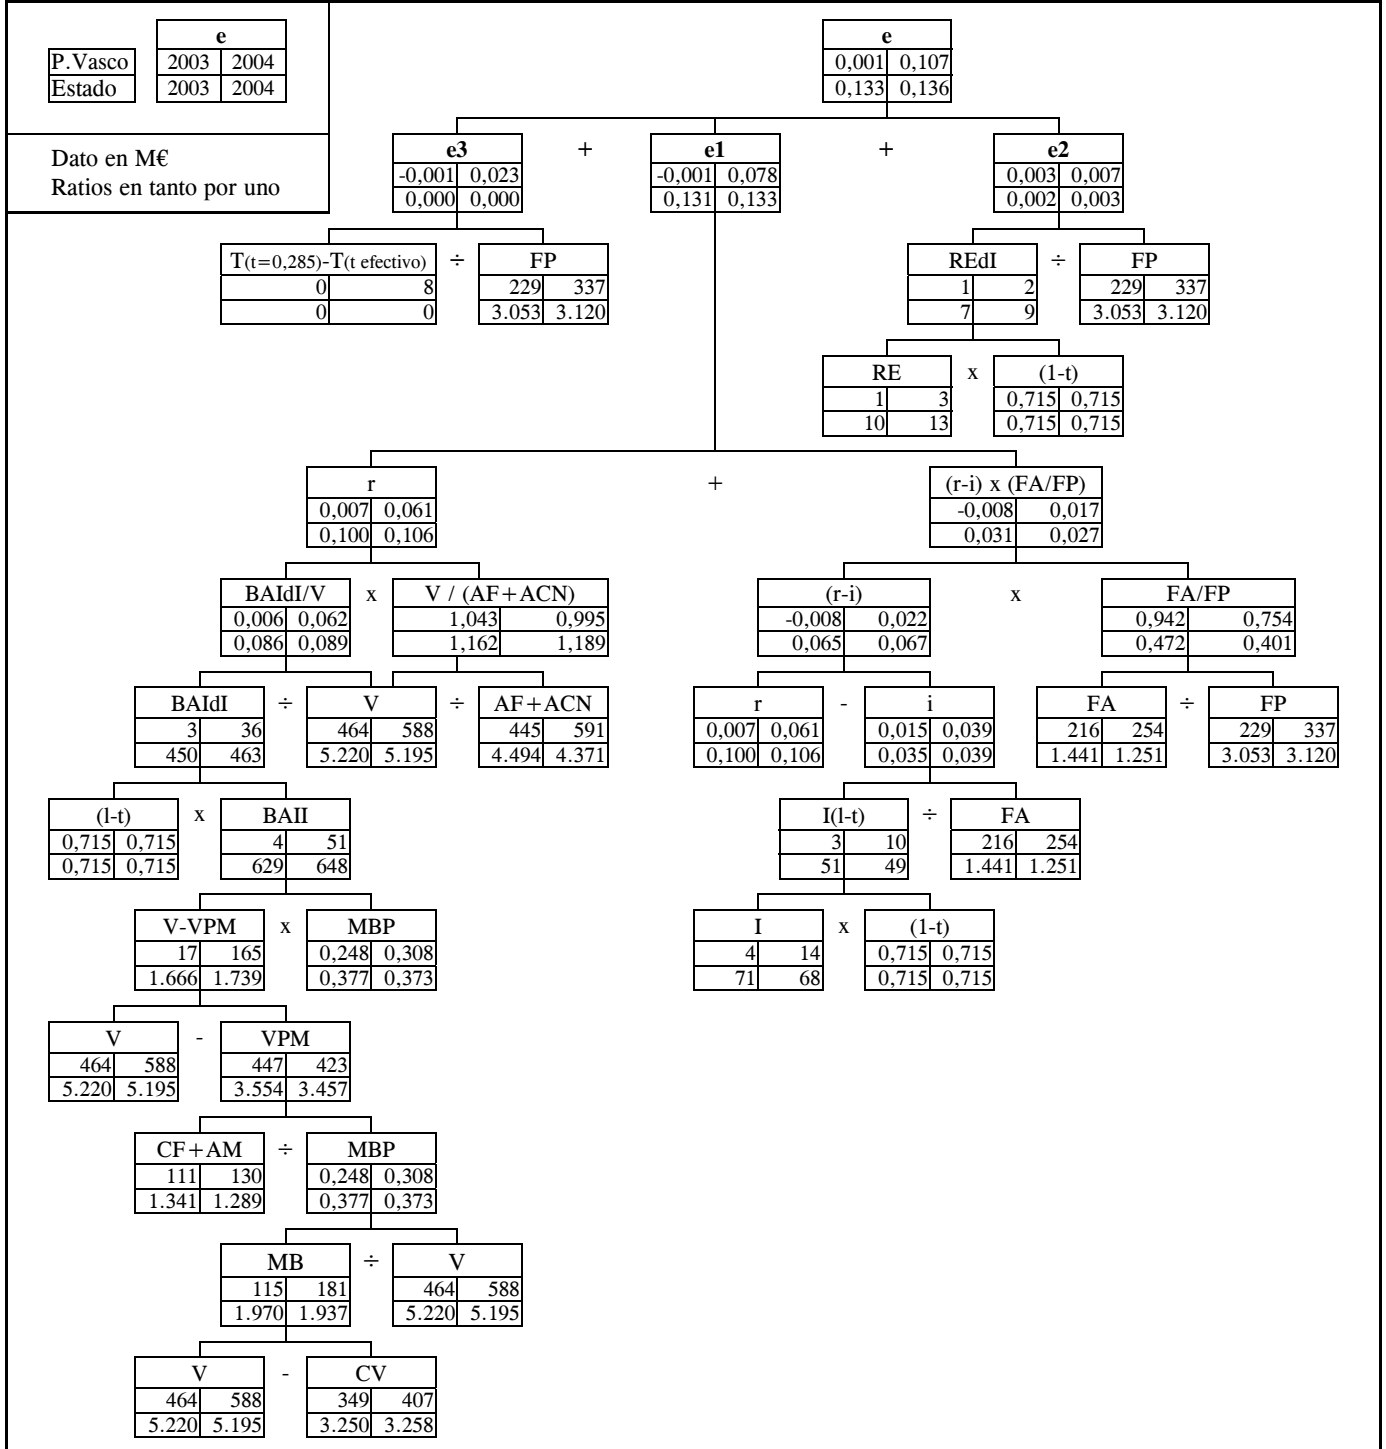 e
P.Vasco 2003 2004
Estado 2003 2004
Dato en M€
Ratios en tanto por uno
e
0,001 0,107
0,133 0,136
e3 + e1 + e2
-0,001 0,023 -0,001 0,078 0,003 0,007
0,000 0,000 0,131 0,133 0,002 0,003
T(t=0,285)-T(t efectivo) ÷ FP REdI ÷ FP
0 8 229 337 1 2 229 337
0 0 3.053 3.120 7 9 3.053 3.120
RE x (1-t)
1 3 0,715 0,715
10 13 0,715 0,715
r + (r-i) x (FA/FP)
0,007 0,061 -0,008 0,017
0,100 0,106 0,031 0,027
BAIdI/V x V / (AF+ACN) (r-i) x FA/FP
0,006 0,062 1,043 0,995 -0,008 0,022 0,942 0,754
0,086 0,089 1,162 1,189 0,065 0,067 0,472 0,401
BAIdI ÷ V ÷ AF+ACN r - i FA ÷ FP
3 36 464 588 445 591 0,007 0,061 0,015 0,039 216 254 229 337
450 463 5.220 5.195 4.494 4.371 0,100 0,106 0,035 0,039 1.441 1.251 3.053 3.120
(l-t) x BAII I(l-t) ÷ FA
0,715 0,715 4 51 3 10 216 254
0,715 0,715 629 648 51 49 1.441 1.251
V-VPM x MBP I x (1-t)
17 165 0,248 0,308 4 14 0,715 0,715
1.666 1.739 0,377 0,373 71 68 0,715 0,715
V - VPM
464 588 447 423
5.220 5.195 3.554 3.457
CF+AM ÷ MBP
111 130 0,248 0,308
1.341 1.289 0,377 0,373
MB ÷ V
115 181 464 588
1.970 1.937 5.220 5.195
V - CV
464 588 349 407
5.220 5.195 3.250 3.258